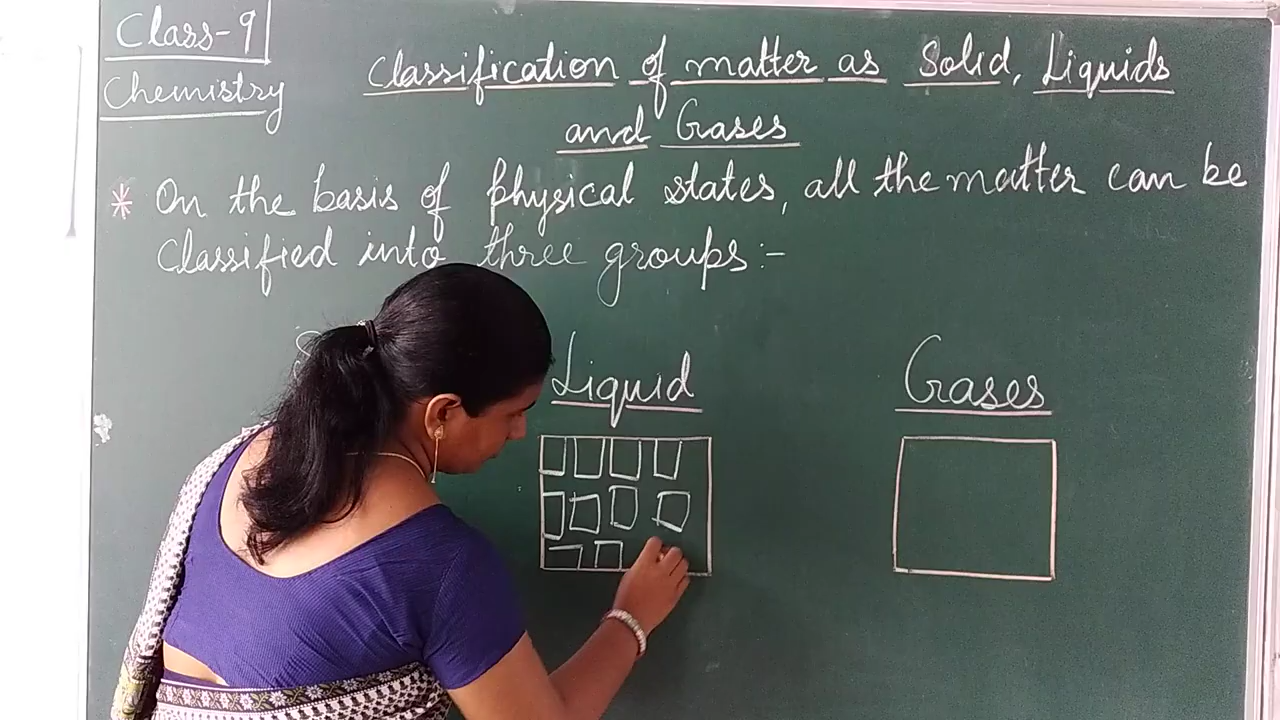 Class-9
Chemistry
Classification of matter as Solid, Liquids
and Gases
* On the basis of physical states, all the matter can be
Classified into three groups:-
Liquid
Gases